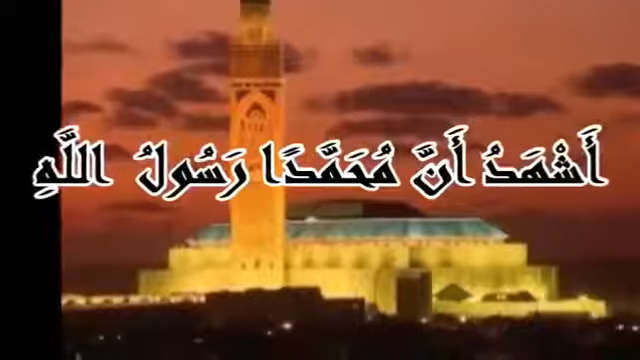 أَشْهَدُ أَنَّ مُحَمَّدًا رَسُولُ اللَّهِ